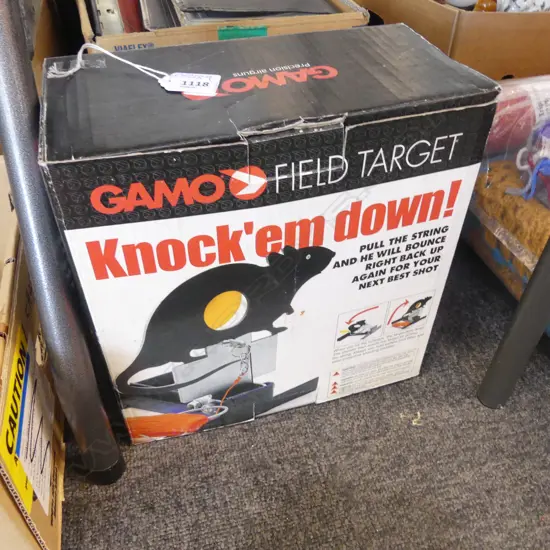 GAMO
Precision airguns
1118
GAMO FIELD TARGET
Knock'em down!
PULL THE STRING
AND HE WILL BOUNCE
RIGHT BACK UP
AGAIN FOR YOUR
NEXT BEST SHOT
CAUTION